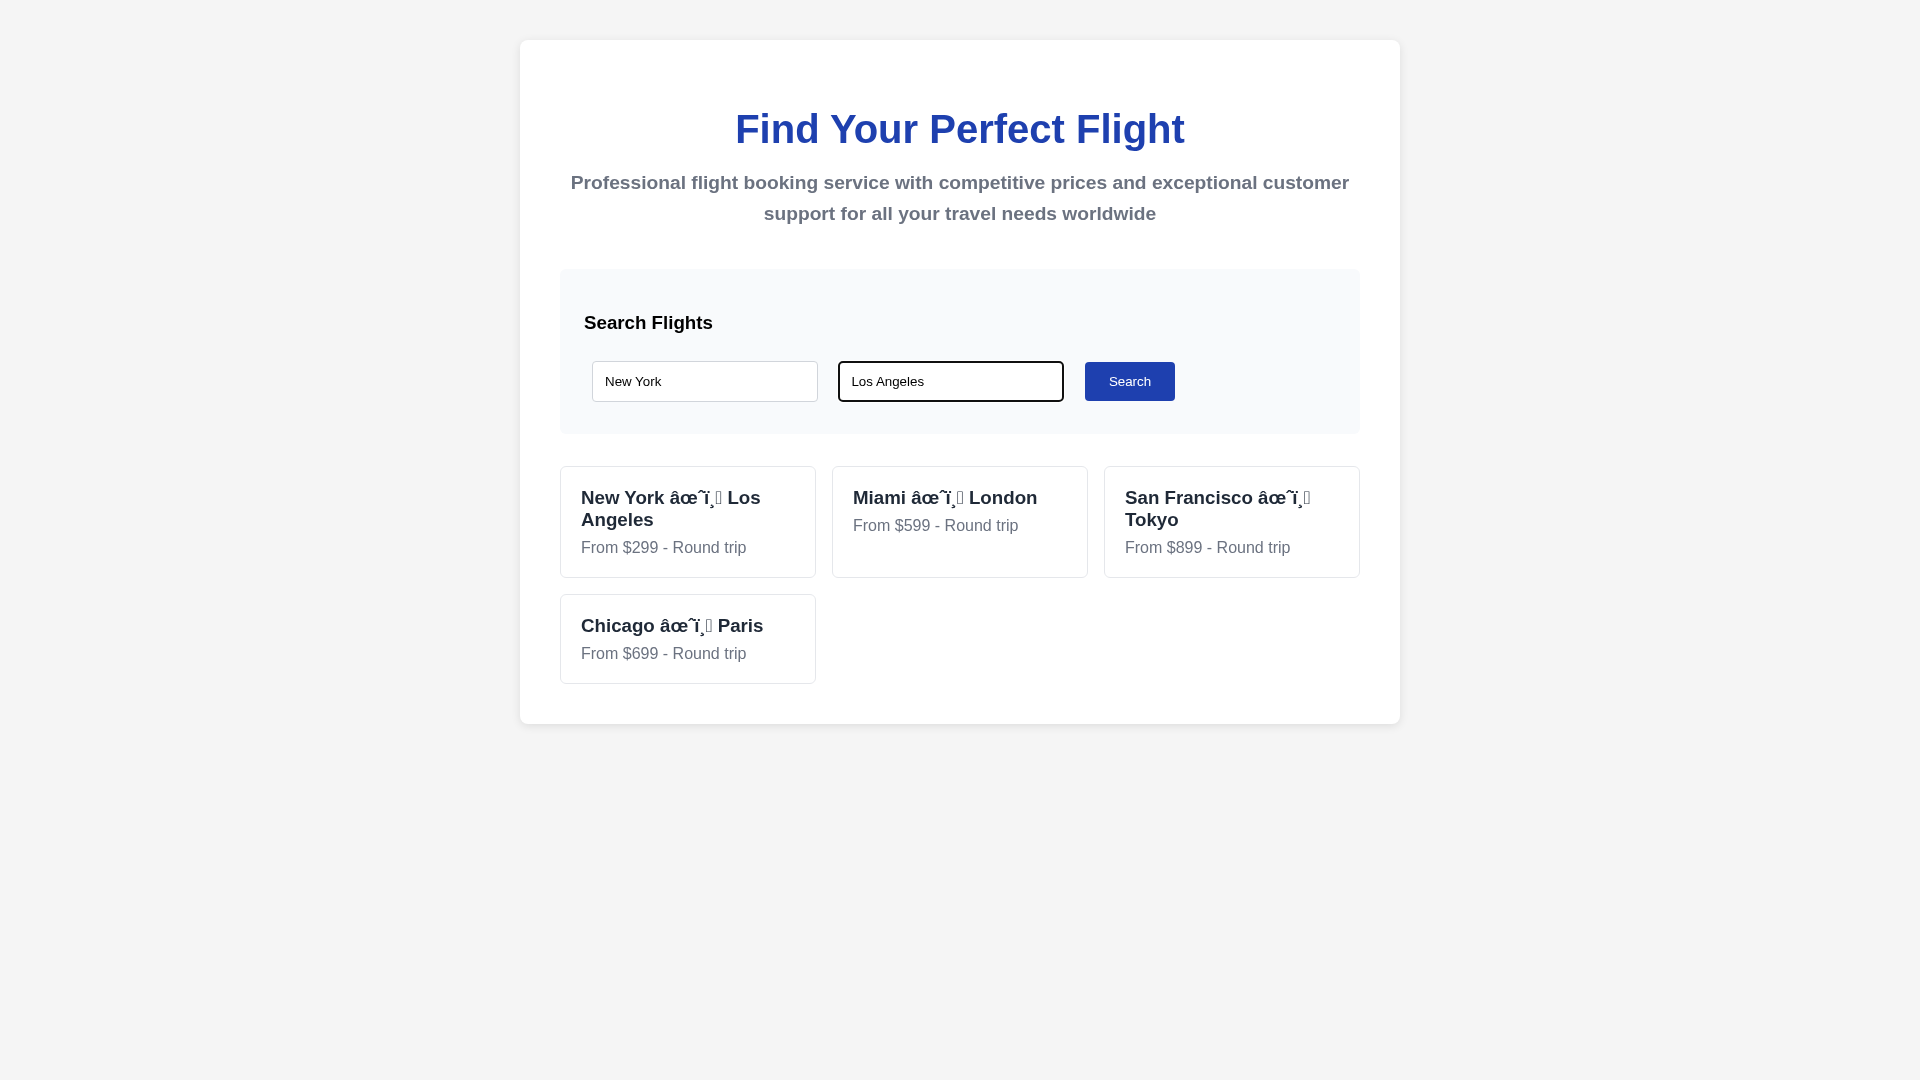 Find Your Perfect Flight
Professional flight booking service with competitive prices and exceptional customer
support for all your travel needs worldwide
Search Flights
New York
Los Angeles
Search
New York âœˆï¸ Los
Angeles
From $299 - Round trip
Miami âœˆï¸ London
From $599 - Round trip
San Francisco âœˆï¸
Tokyo
From $899 - Round trip
Chicago âœˆï¸ Paris
From $699 - Round trip